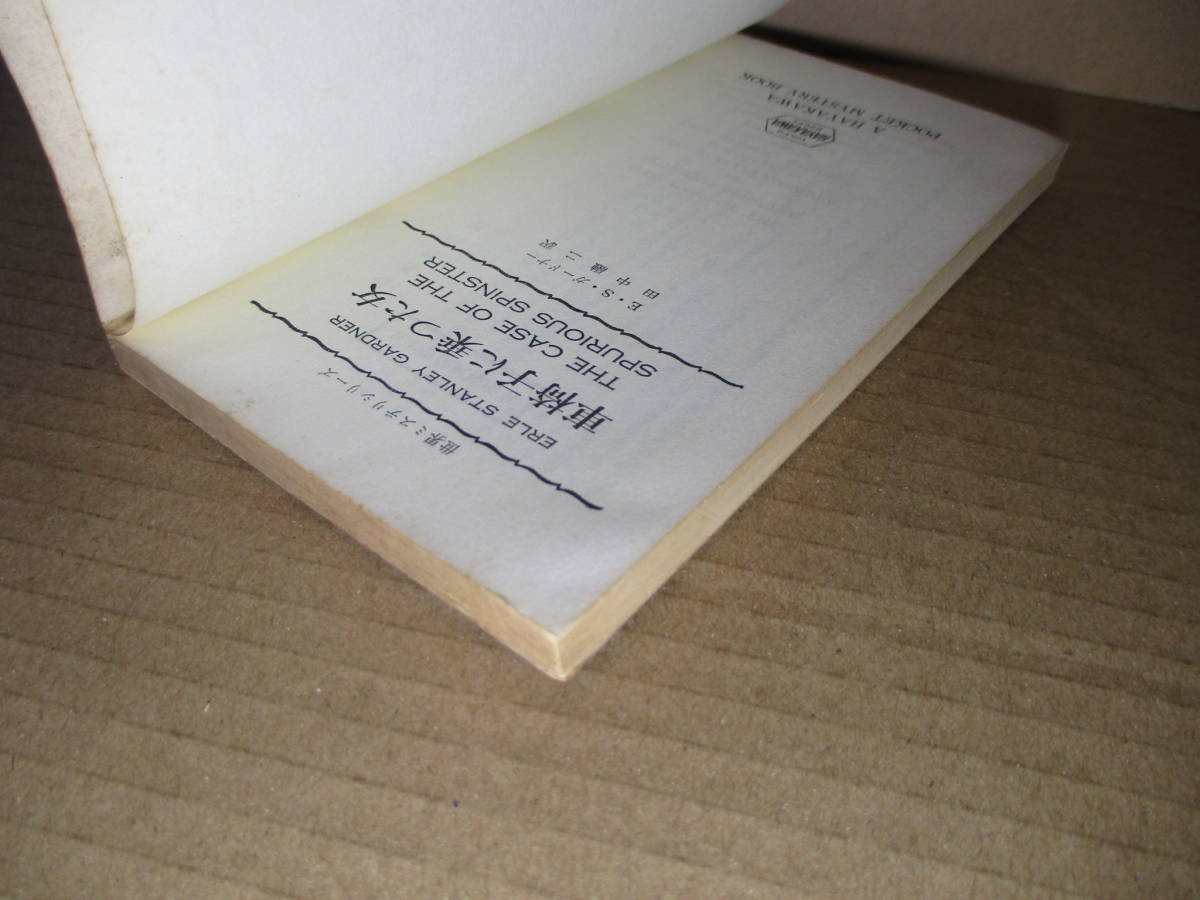 世界ミステリシリーズ
ERLE STANLEY GARDNER
車椅子に乗った女
THE CASE OF THE
SPURIOUS SPINSTER
E・S・ガードナー
田中融二 訳
A HAYAKAWA
POCKET MYSTERY BOOK